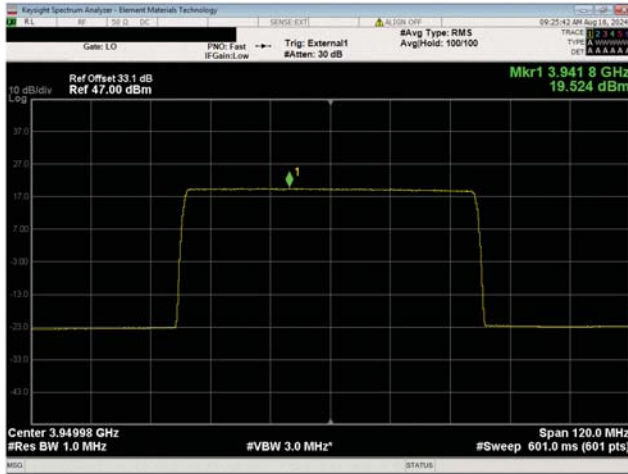 Keysight Spectrum Analyzer - Element Materials Technology
RL RF 50 Ω DC SENSE:EXT ALIGN OFF 09:25:42 AM Aug 16, 2024
Gate: LO PNO: Fast Trig: External1 #Avg Type: RMS TRACE 1 2 3 4 5
IFGain:Low #Atten: 30 dB Avg|Hold: 100/100 TYPE A WWWWW
DET A A A A A A
Mkr1 3.941 8 GHz
19.524 dBm
Ref Offset 33.1 dB
10 dB/div Ref 47.00 dBm
Log
37.0
27.0
1
17.0
7.00
-3.00
-13.0
-23.0
-33.0
-43.0
Center 3.94998 GHz Span 120.0 MHz
#Res BW 1.0 MHz #VBW 3.0 MHz* #Sweep 601.0 ms (601 pts)
MSG STATUS